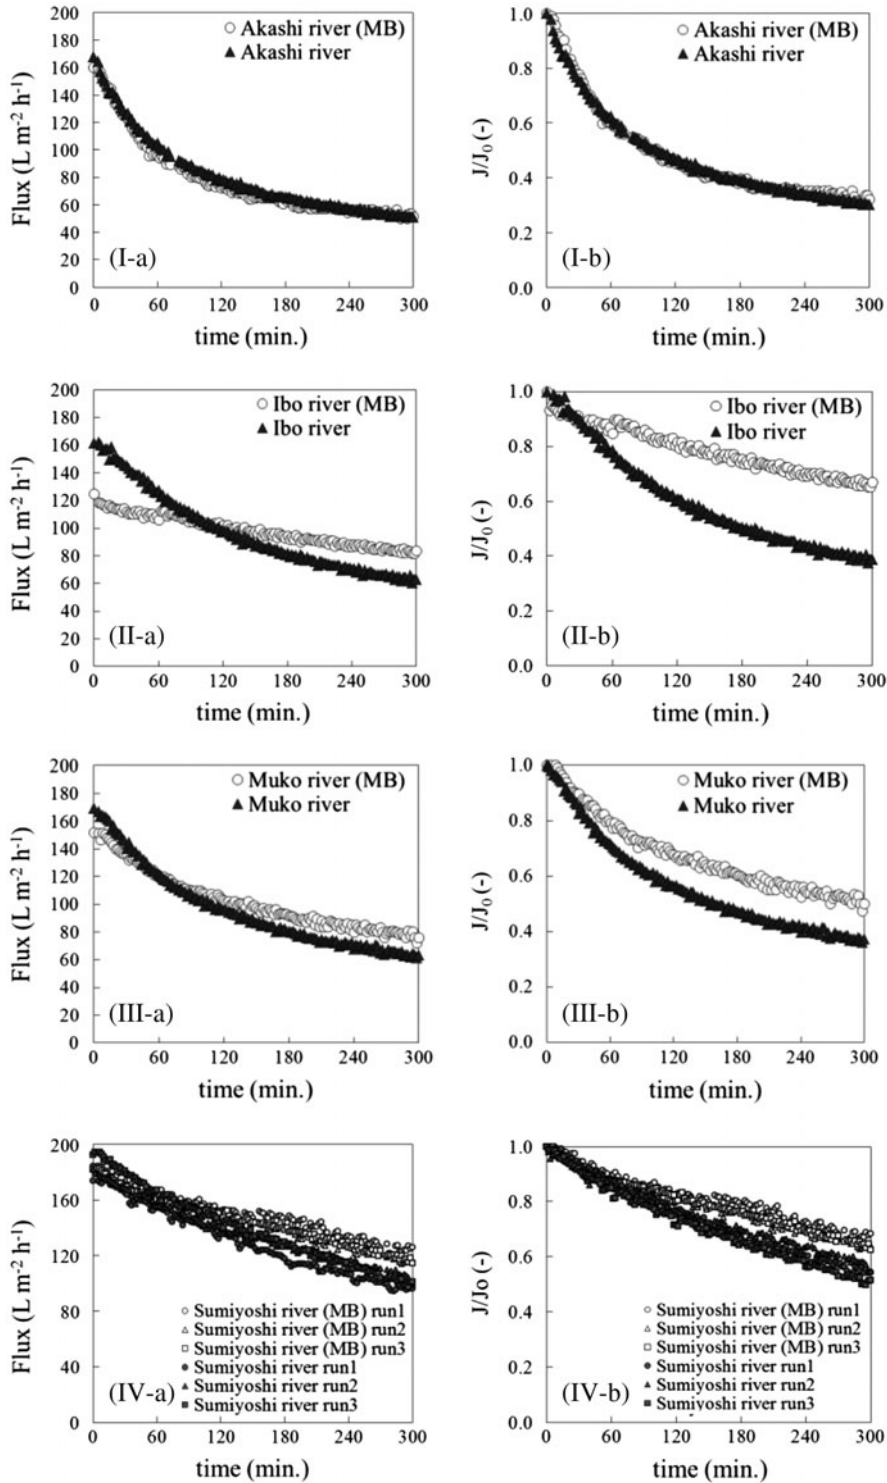 200
180
160
140
120
100
80
60
40
20
0
Flux (L m⁻² h⁻¹)
Akashi river (MB)
Akashi river
(I-a)
0 60 120 180 240 300
time (min.)
1.0
0.8
0.6
0.4
0.2
0.0
J/J₀ (-)
Akashi river (MB)
Akashi river
(I-b)
0 60 120 180 240 300
time (min.)
200
180
160
140
120
100
80
60
40
20
0
Flux (L m⁻² h⁻¹)
Ibo river (MB)
Ibo river
(II-a)
0 60 120 180 240 300
time (min.)
1.0
0.8
0.6
0.4
0.2
0.0
J/J₀ (-)
Ibo river (MB)
Ibo river
(II-b)
0 60 120 180 240 300
time (min.)
200
180
160
140
120
100
80
60
40
20
0
Flux (L m⁻² h⁻¹)
Muko river (MB)
Muko river
(III-a)
0 60 120 180 240 300
time (min.)
1.0
0.8
0.6
0.4
0.2
0.0
J/J₀ (-)
Muko river (MB)
Muko river
(III-b)
0 60 120 180 240 300
time (min.)
200
160
120
80
40
0
Flux (L m⁻² h⁻¹)
Sumiyoshi river (MB) run1
Sumiyoshi river (MB) run2
Sumiyoshi river (MB) run3
Sumiyoshi river run1
Sumiyoshi river run2
Sumiyoshi river run3
(IV-a)
0 60 120 180 240 300
time (min.)
1.0
0.8
0.6
0.4
0.2
0.0
J/Jo (-)
Sumiyoshi river (MB) run1
Sumiyoshi river (MB) run2
Sumiyoshi river (MB) run3
Sumiyoshi river run1
Sumiyoshi river run2
Sumiyoshi river run3
(IV-b)
0 60 120 180 240 300
time (min.)